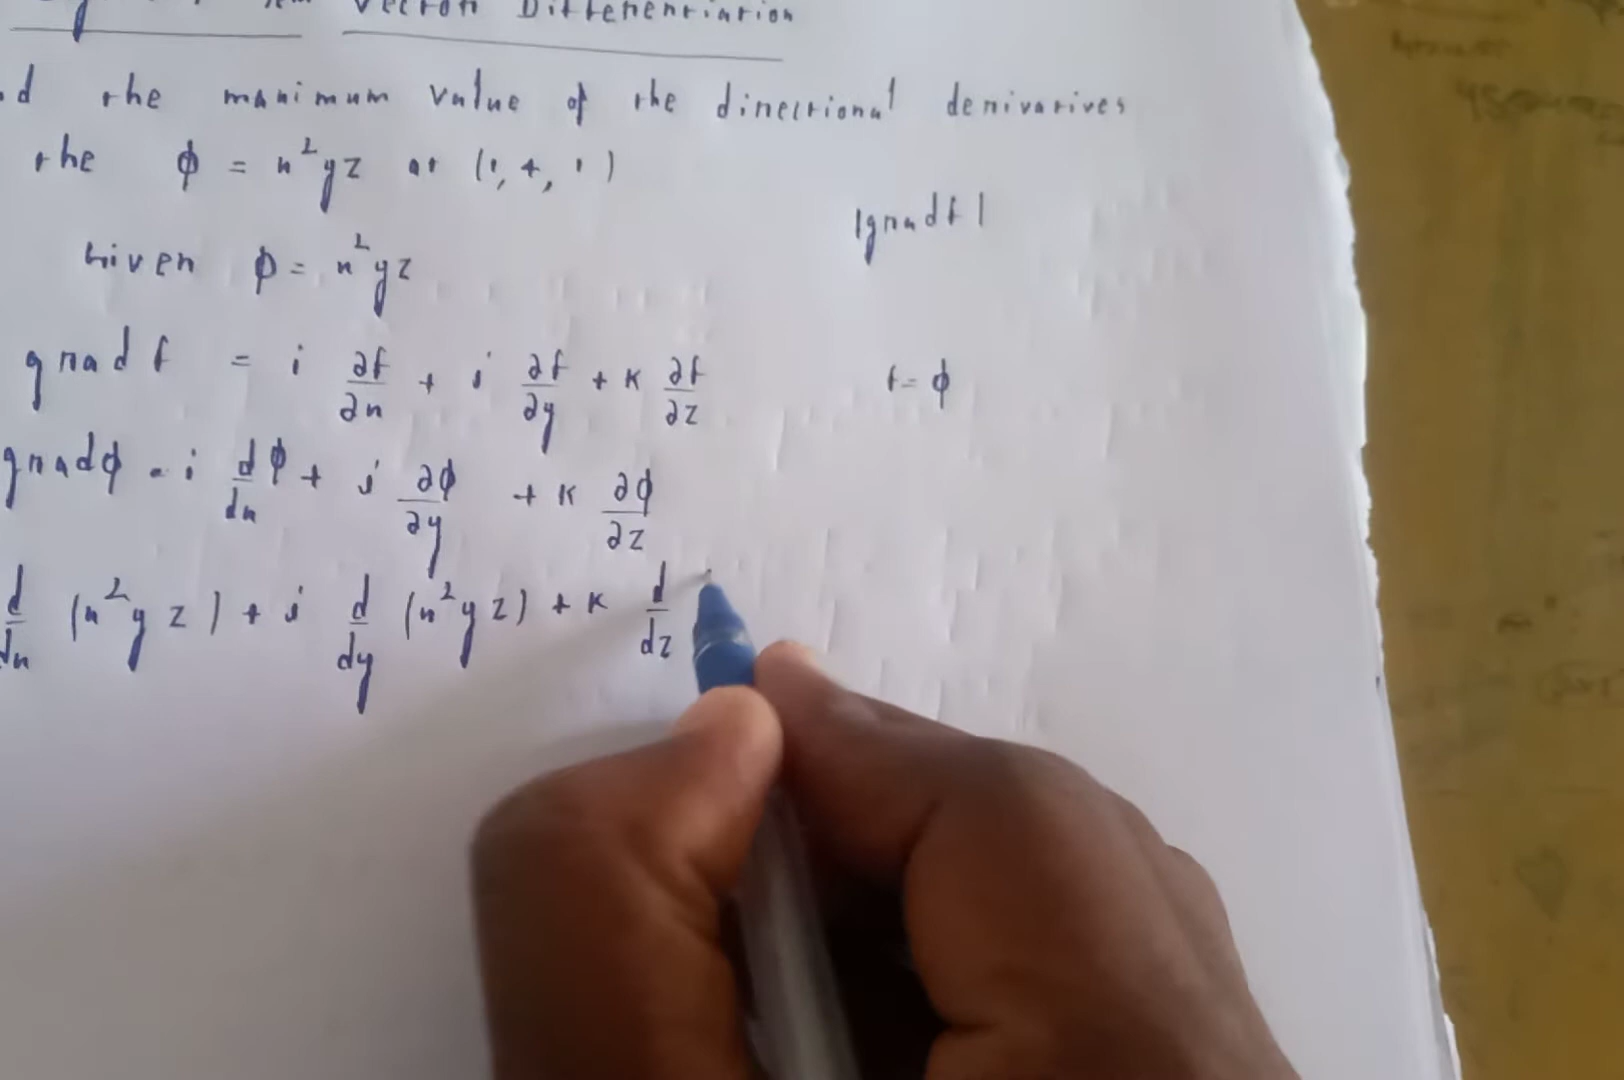 Vector Differentiation
d the maximum value of the directional derivatives
the ϕ = x²yz at (1, 4, 1)
|grad f|
Given ϕ = x²yz
grad f = i ∂f/∂x + j ∂f/∂y + k ∂f/∂z
f = ϕ
grad ϕ = i dϕ/dx + j ∂ϕ/∂y + k ∂ϕ/∂z
d/dx (x²yz) + j d/dy (x²yz) + k d/dz